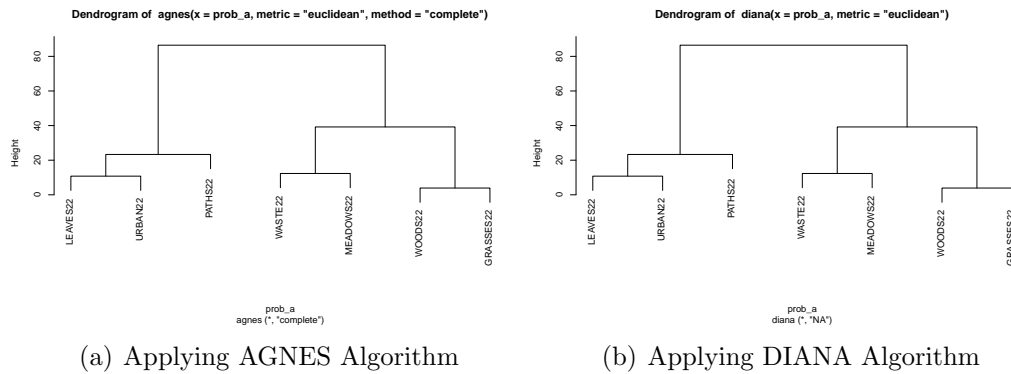 Dendrogram of agnes(x = prob_a, metric = "euclidean", method = "complete")
Height
0
20
40
60
80
LEAVES22
URBAN22
PATHS22
WASTE22
MEADOWS22
WOODS22
GRASSES22
prob_a
agnes (*, "complete")
(a) Applying AGNES Algorithm
Dendrogram of diana(x = prob_a, metric = "euclidean")
Height
0
20
40
60
80
LEAVES22
URBAN22
PATHS22
WASTE22
MEADOWS22
WOODS22
GRASSES22
prob_a
diana (*, "NA")
(b) Applying DIANA Algorithm